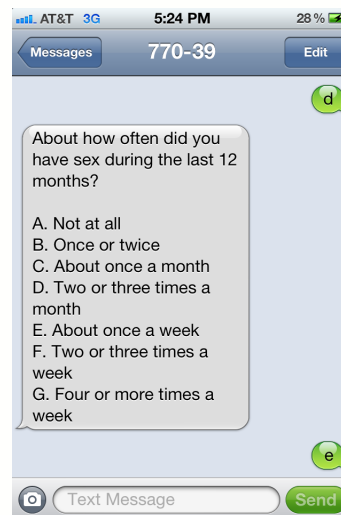 AT&T 3G 5:24 PM 28 %
Messages 770-39 Edit
d
About how often did you
have sex during the last 12
months?
A. Not at all
B. Once or twice
C. About once a month
D. Two or three times a
month
E. About once a week
F. Two or three times a
week
G. Four or more times a
week
e
Text Message Send